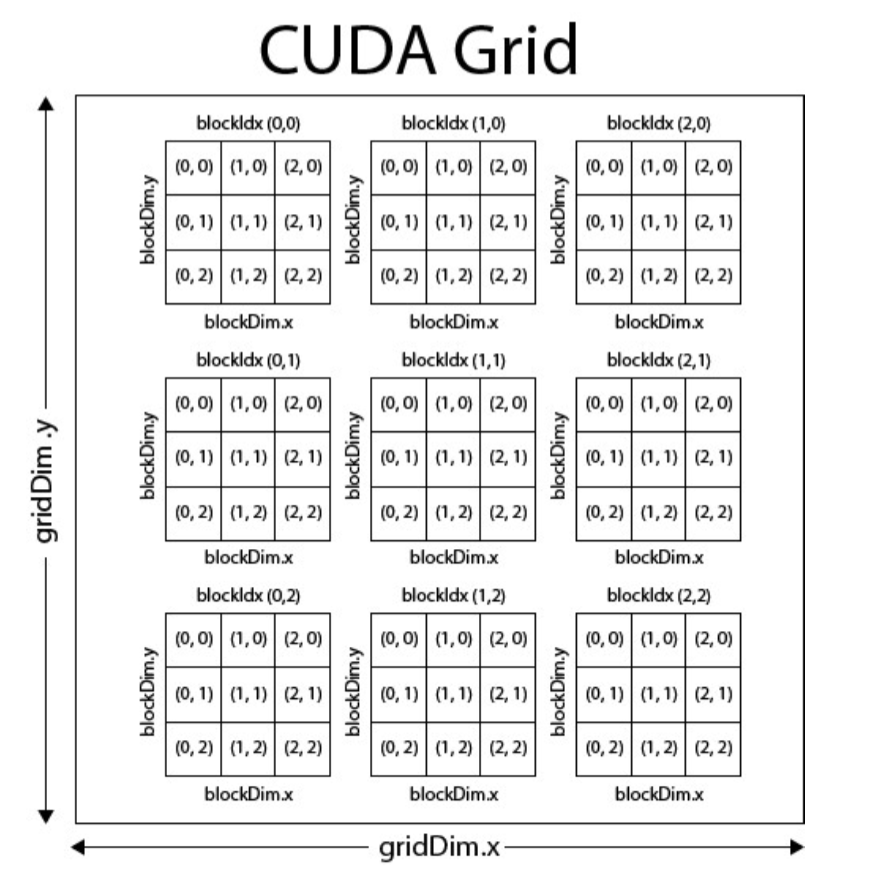 CUDA Grid
blockIdx (0,0) blockIdx (1,0) blockIdx (2,0)
blockDim.y (0, 0) (1, 0) (2, 0) blockDim.y (0, 0) (1, 0) (2, 0) blockDim.y (0, 0) (1, 0) (2, 0)
(0, 1) (1, 1) (2, 1) (0, 1) (1, 1) (2, 1) (0, 1) (1, 1) (2, 1)
(0, 2) (1, 2) (2, 2) (0, 2) (1, 2) (2, 2) (0, 2) (1, 2) (2, 2)
blockDim.x blockDim.x blockDim.x
blockIdx (0,1) blockIdx (1,1) blockIdx (2,1)
blockDim.y (0, 0) (1, 0) (2, 0) blockDim.y (0, 0) (1, 0) (2, 0) blockDim.y (0, 0) (1, 0) (2, 0)
(0, 1) (1, 1) (2, 1) (0, 1) (1, 1) (2, 1) (0, 1) (1, 1) (2, 1)
(0, 2) (1, 2) (2, 2) (0, 2) (1, 2) (2, 2) (0, 2) (1, 2) (2, 2)
blockDim.x blockDim.x blockDim.x
gridDim .y
blockIdx (0,2) blockIdx (1,2) blockIdx (2,2)
blockDim.y (0, 0) (1, 0) (2, 0) blockDim.y (0, 0) (1, 0) (2, 0) blockDim.y (0, 0) (1, 0) (2, 0)
(0, 1) (1, 1) (2, 1) (0, 1) (1, 1) (2, 1) (0, 1) (1, 1) (2, 1)
(0, 2) (1, 2) (2, 2) (0, 2) (1, 2) (2, 2) (0, 2) (1, 2) (2, 2)
blockDim.x blockDim.x blockDim.x
gridDim.x